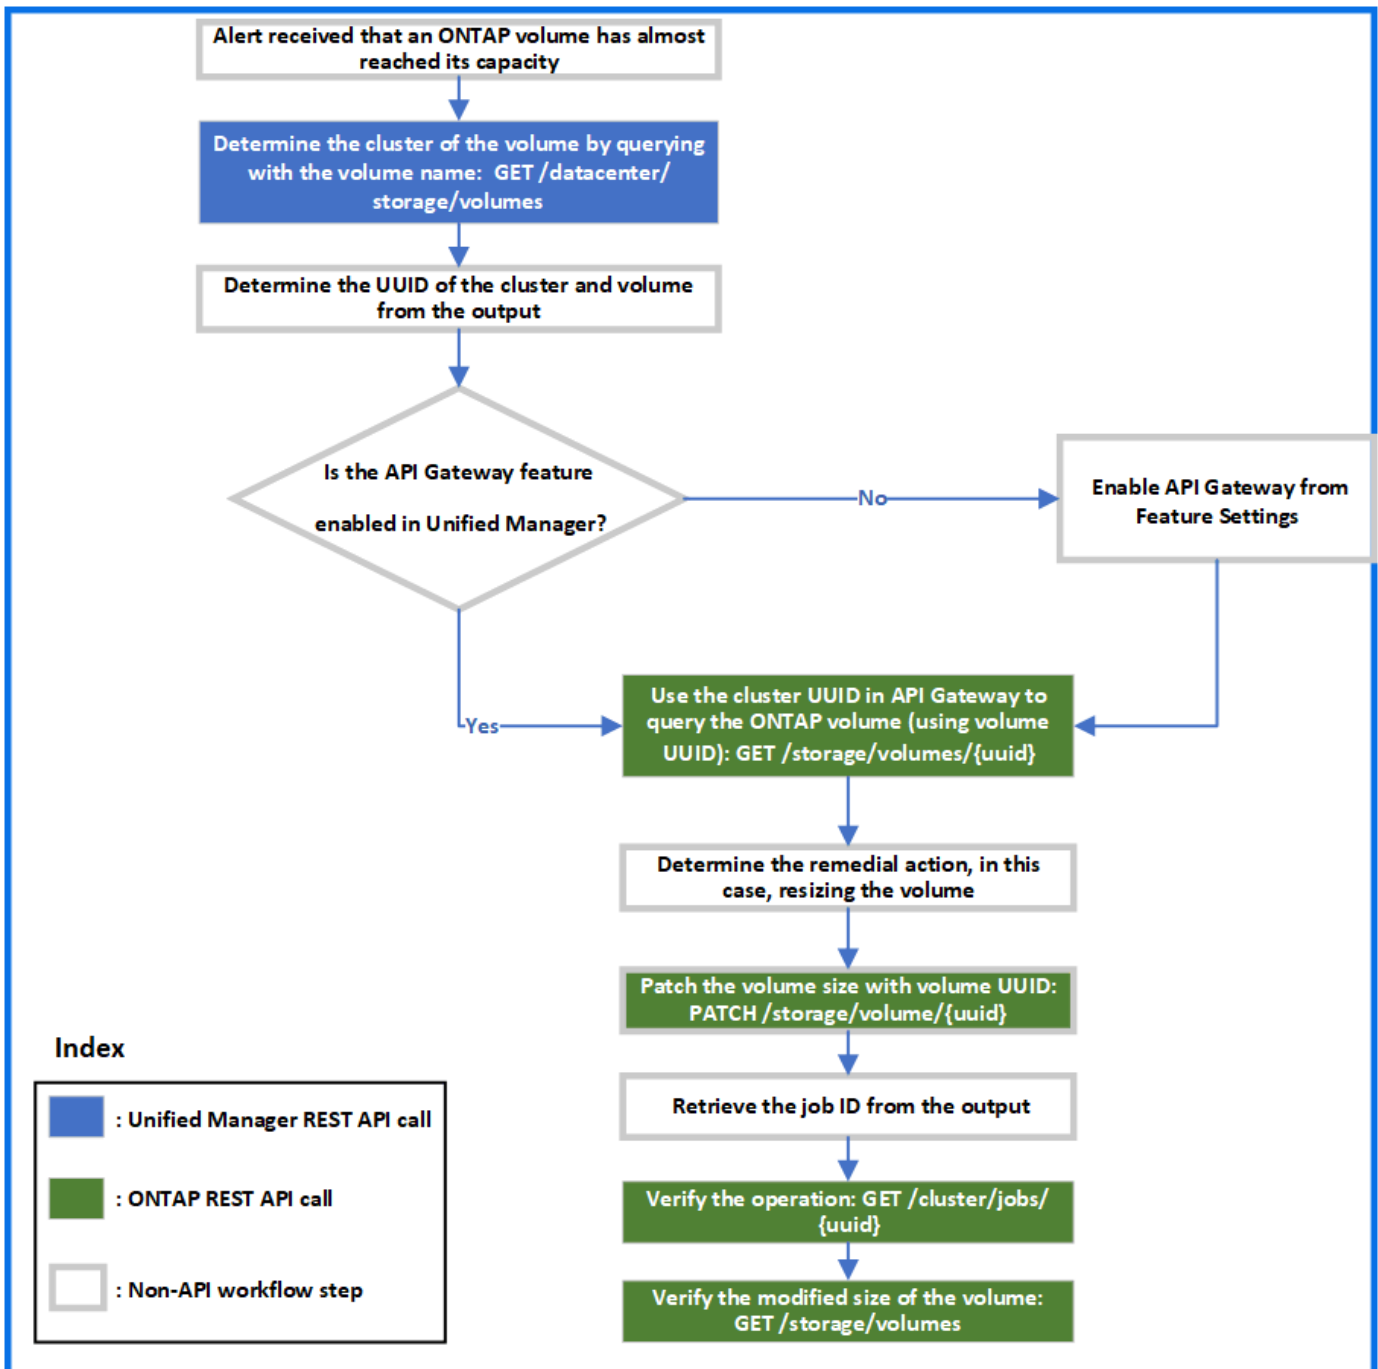 Alert received that an ONTAP volume has almost
reached its capacity
Determine the cluster of the volume by querying
with the volume name: GET /datacenter/
storage/volumes
Determine the UUID of the cluster and volume
from the output
Is the API Gateway feature
enabled in Unified Manager?
No
Enable API Gateway from
Feature Settings
Yes
Use the cluster UUID in API Gateway to
query the ONTAP volume (using volume
UUID): GET /storage/volumes/{uuid}
Determine the remedial action, in this
case, resizing the volume
Patch the volume size with volume UUID:
PATCH /storage/volume/{uuid}
Retrieve the job ID from the output
Verify the operation: GET /cluster/jobs/
{uuid}
Verify the modified size of the volume:
GET /storage/volumes
Index
: Unified Manager REST API call
: ONTAP REST API call
: Non-API workflow step